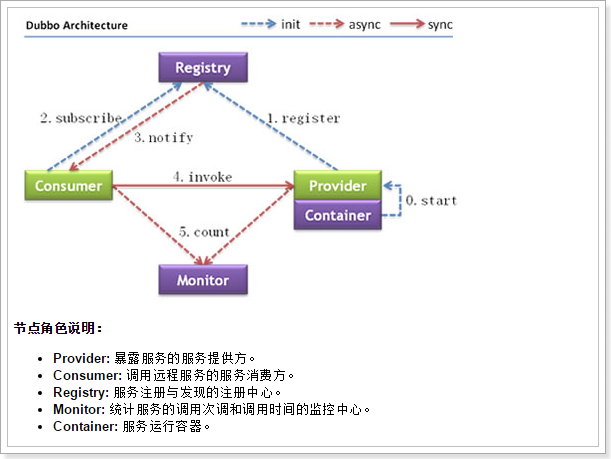 Dubbo Architecture
init
async
sync
Registry
2. subscribe
1. register
3. notify
Consumer
4. invoke
Provider
0. start
Container
5. count
Monitor
节点角色说明：
Provider: 暴露服务的服务提供方。
Consumer: 调用远程服务的服务消费方。
Registry: 服务注册与发现的注册中心。
Monitor: 统计服务的调用次调和调用时间的监控中心。
Container: 服务运行容器。